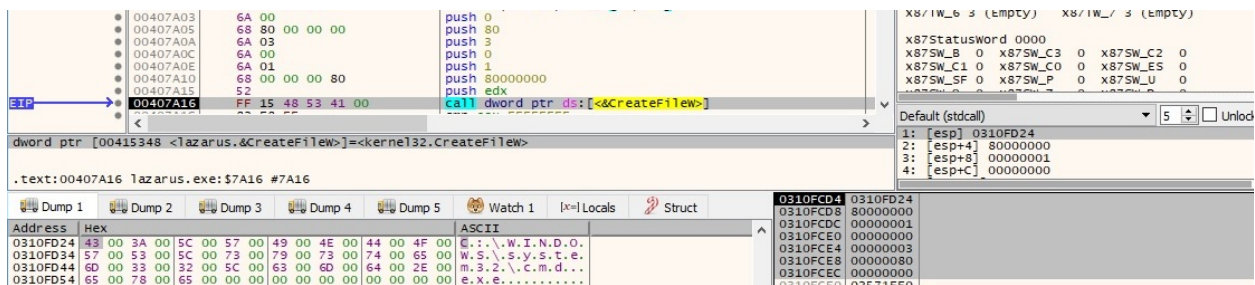 00407A03 6A 00 push 0
00407A05 68 80 00 00 00 push 80
00407A0A 6A 03 push 3
00407A0C 6A 00 push 0
00407A0E 6A 01 push 1
00407A10 68 00 00 00 80 push 80000000
00407A15 52 push edx
EIP 00407A16 FF 15 48 53 41 00 call dword ptr ds:[<&CreateFileW>]
x87TW_6 3 (Empty) x87TW_7 3 (Empty)
x87StatusWord 0000
x87SW_B 0 x87SW_C3 0 x87SW_C2 0
x87SW_C1 0 x87SW_C0 0 x87SW_ES 0
x87SW_SF 0 x87SW_P 0 x87SW_U 0
Default (stdcall) 5 Unlock
1: [esp] 0310FD24
2: [esp+4] 80000000
3: [esp+8] 00000001
4: [esp+C] 00000000
dword ptr [00415348 <lazarus.&CreateFileW>]=<kernel32.CreateFileW>
.text:00407A16 lazarus.exe:$7A16 #7A16
Dump 1 Dump 2 Dump 3 Dump 4 Dump 5 Watch 1 [x=] Locals Struct
Address Hex ASCII
0310FD24 43 00 3A 00 5C 00 57 00 49 00 4E 00 44 00 4F 00 C.:.\.W.I.N.D.O.
0310FD34 57 00 53 00 5C 00 73 00 79 00 73 00 74 00 65 00 W.S.\.s.y.s.t.e.
0310FD44 6D 00 33 00 32 00 5C 00 63 00 6D 00 64 00 2E 00 m.3.2.\.c.m.d...
0310FD54 65 00 78 00 65 00 00 00 00 00 00 00 00 00 00 00 e.x.e...........
0310FCD4 0310FD24
0310FCD8 80000000
0310FCDC 00000001
0310FCE0 00000000
0310FCE4 00000003
0310FCE8 00000080
0310FCEC 00000000